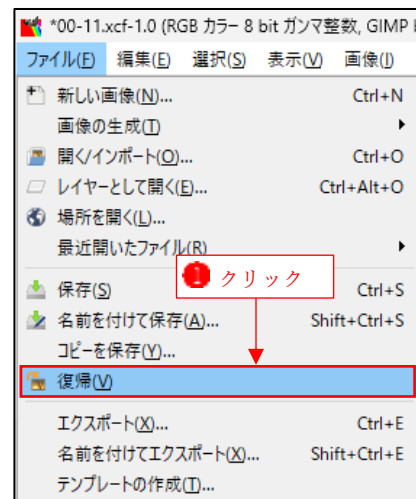 *00-11.xcf-1.0 (RGB カラー 8 bit ガンマ整数, GIMP
ファイル(F) 編集(E) 選択(S) 表示(V) 画像(I)
新しい画像(N)... Ctrl+N
画像の生成(T)
開く/インポート(O)... Ctrl+O
レイヤーとして開く(E)... Ctrl+Alt+O
場所を開く(L)...
最近開いたファイル(R)
1 クリック
保存(S) Ctrl+S
名前を付けて保存(A)... Shift+Ctrl+S
コピーを保存(Y)...
復帰(V)
エクスポート(X)... Ctrl+E
名前を付けてエクスポート(X)... Shift+Ctrl+E
テンプレートの作成(T)...